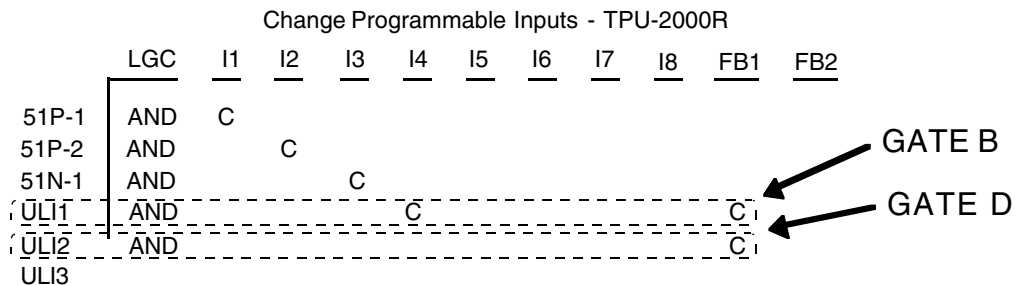 Change Programmable Inputs - TPU-2000R
LGC I1 I2 I3 I4 I5 I6 I7 I8 FB1 FB2
51P-1 AND C
51P-2 AND C
GATE B
51N-1 AND C
ULI1 AND C C
GATE D
ULI2 AND C
ULI3